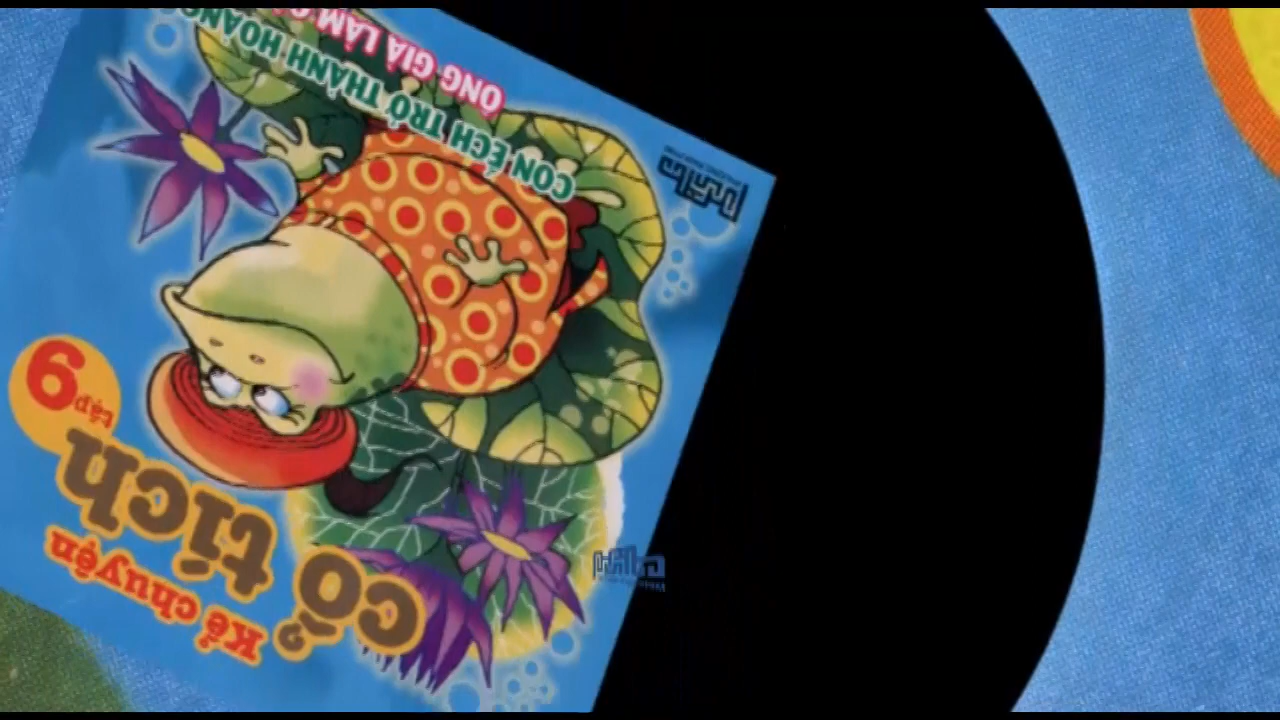 Kể chuyện
cổ tích
tập 6
CON ẾCH TRỞ THÀNH HOÀNG
ÔNG GIÀ LÀM